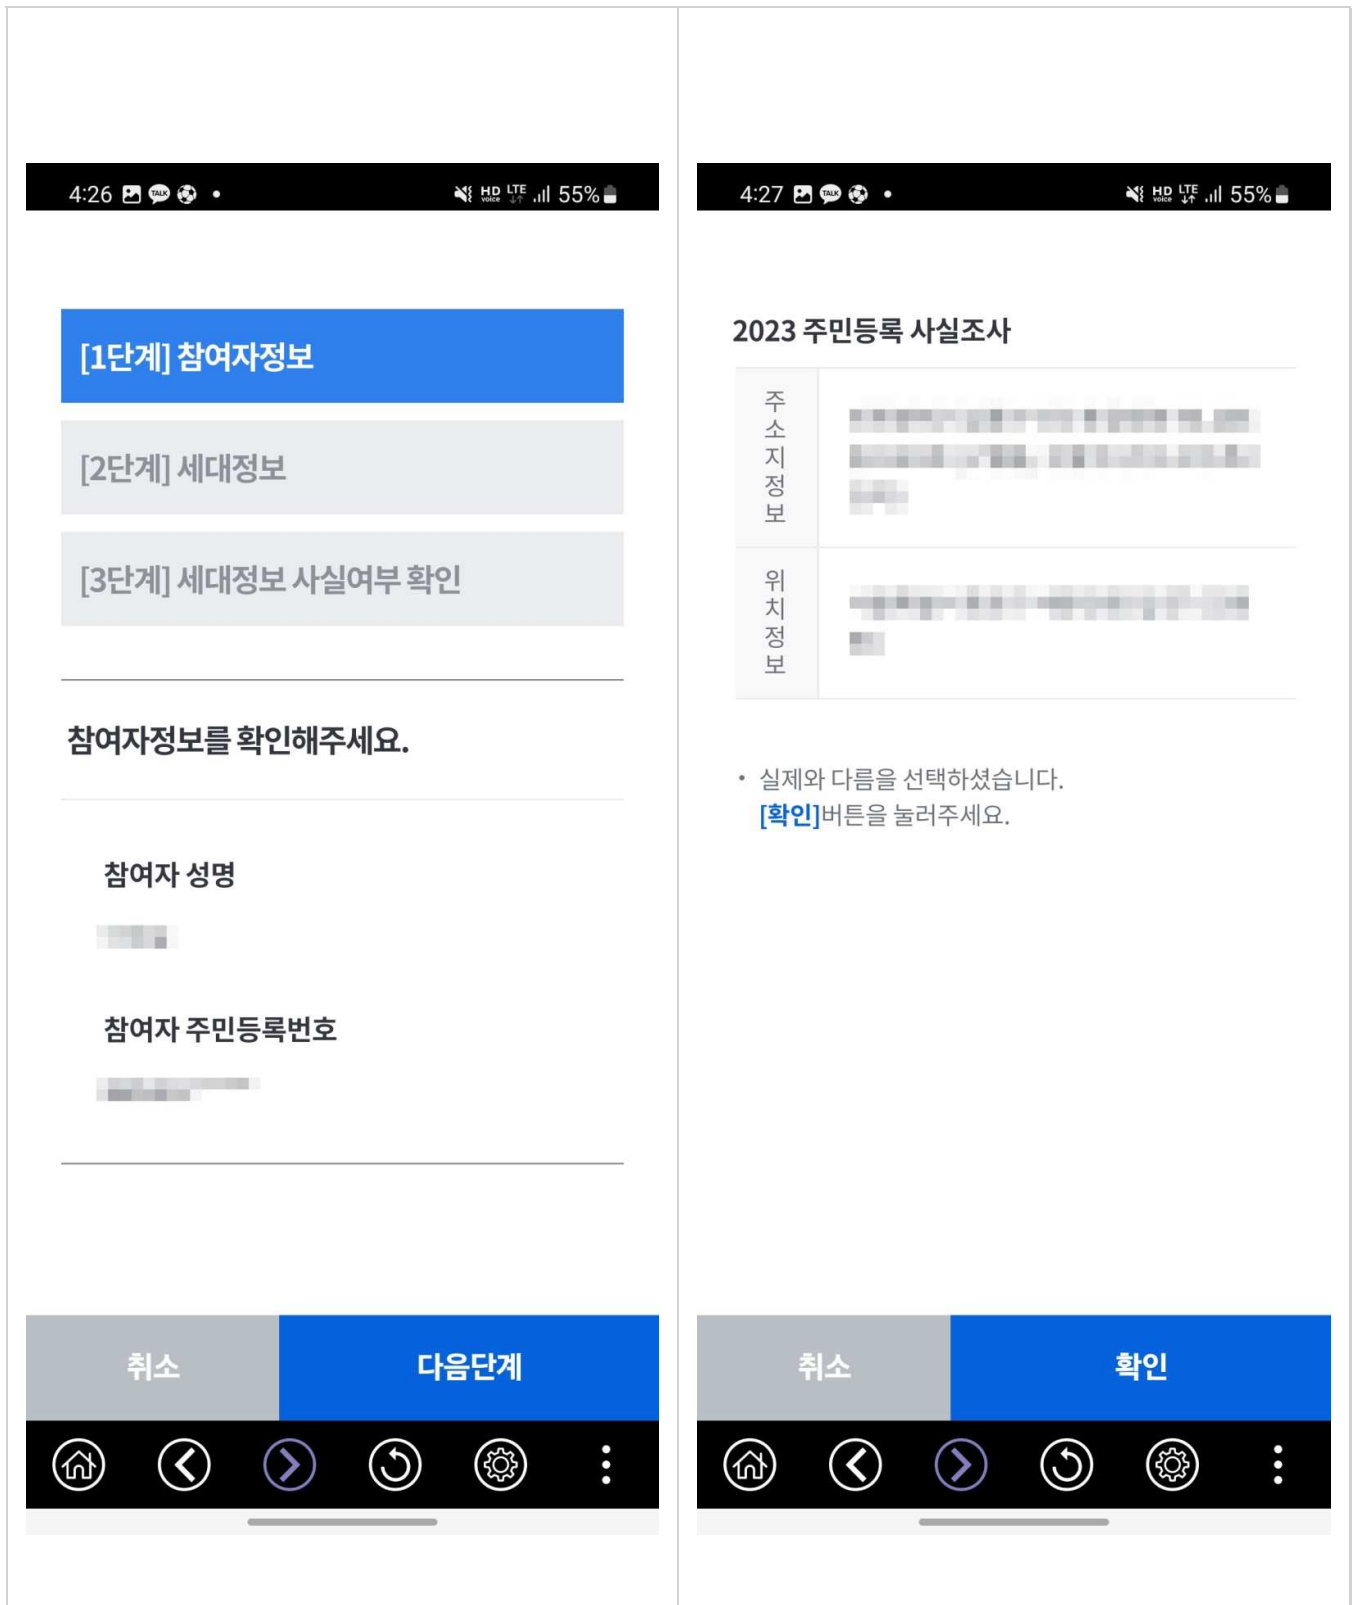 4:26
HD voice LTE 55%
[1단계] 참여자정보
[2단계] 세대정보
[3단계] 세대정보 사실여부 확인
참여자정보를 확인해주세요.
참여자 성명
참여자 주민등록번호
취소 다음단계
4:27
HD voice LTE 55%
2023 주민등록 사실조사
주소지정보
위치정보
• 실제와 다름을 선택하셨습니다.
[확인]버튼을 눌러주세요.
취소 확인